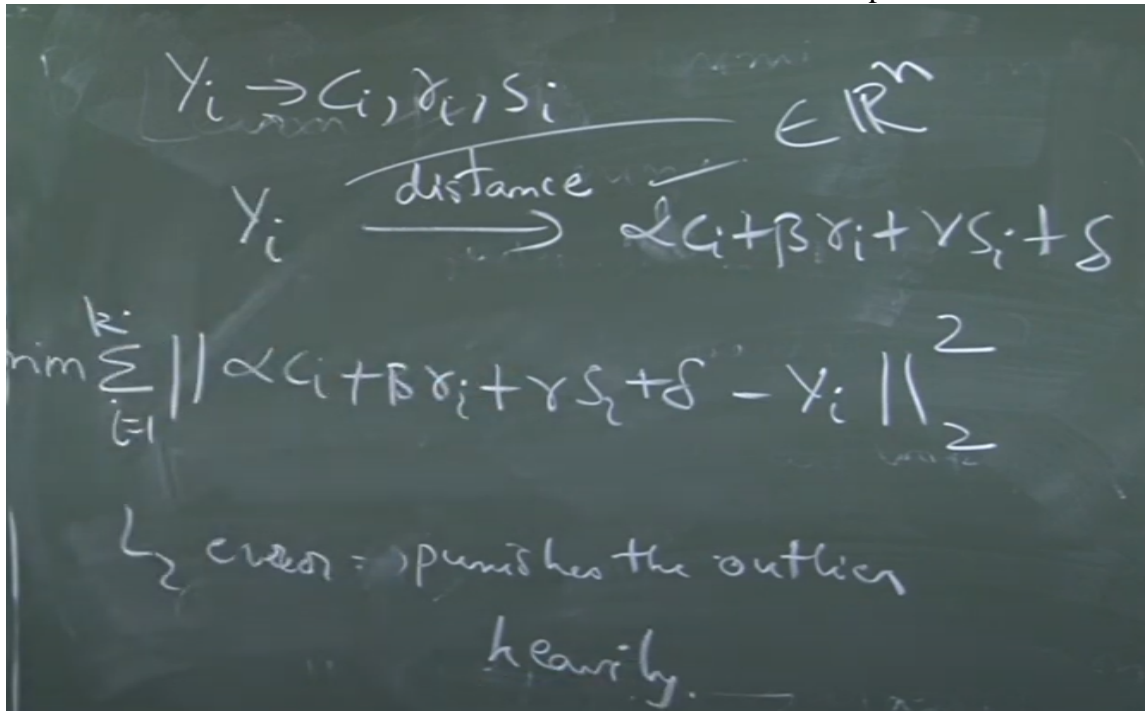 Yi → Ci, ri, Si ∈ ℝⁿ
distance
Yi → αCi + βri + γSi + δ
min Σ_{i=1}^{k} || αCi + βri + γSi + δ - Yi ||₂²
L₂ error => punishes the outlier
heavily.